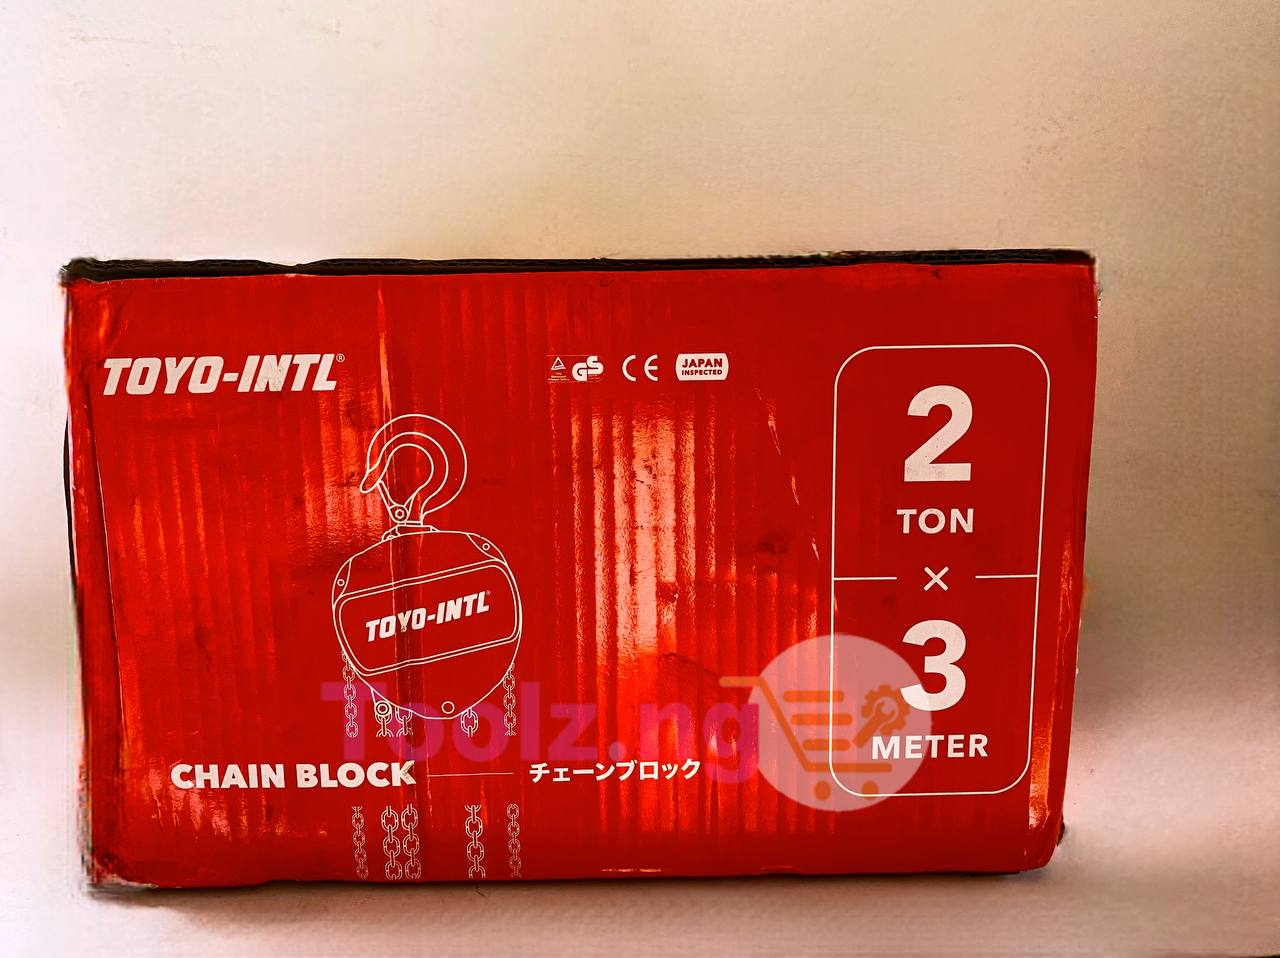 TOYO-INTL®
GS CE JAPAN
INSPECTED
2
TON
×
3
METER
TOYO-INTL
Toolz.ng
CHAIN BLOCK
チェーンブロック